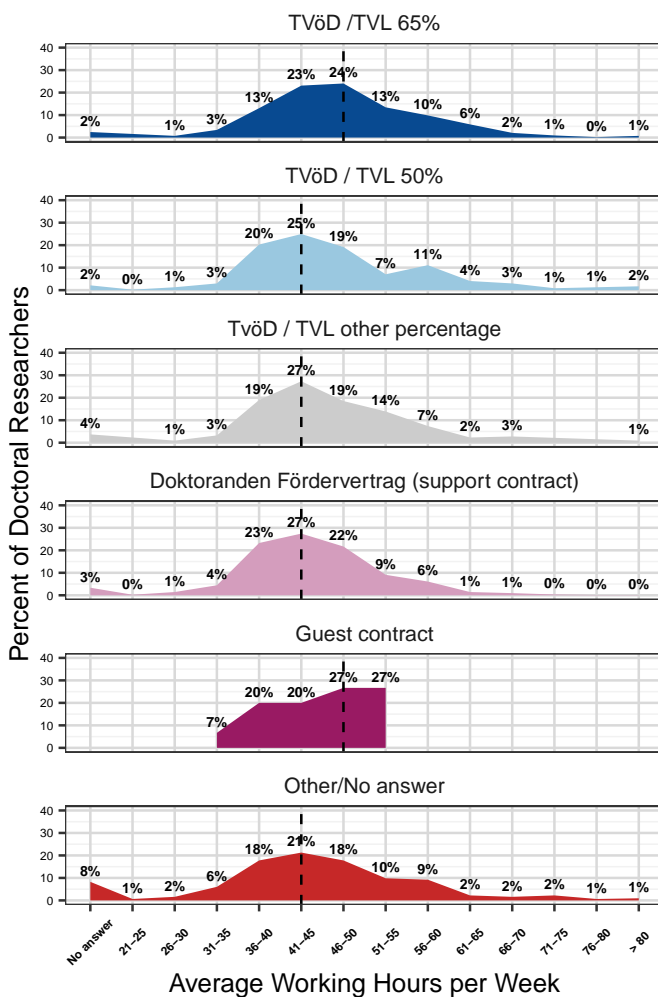 TVöD /TVL 65%
40
30
20
10
0
2% 1% 3% 13% 23% 24% 13% 10% 6% 2% 1% 0% 1%
TVöD / TVL 50%
40
30
20
10
0
2% 0% 1% 3% 20% 25% 19% 7% 11% 4% 3% 1% 1% 2%
TvöD / TVL other percentage
40
30
20
10
0
4% 1% 3% 19% 27% 19% 14% 7% 2% 3% 1%
Doktoranden Fördervertrag (support contract)
40
30
20
10
0
3% 0% 1% 4% 23% 27% 22% 9% 6% 1% 1% 0% 0% 0%
Guest contract
40
30
20
10
0
7% 20% 20% 27% 27%
Other/No answer
40
30
20
10
0
8% 1% 2% 6% 18% 21% 18% 10% 9% 2% 2% 2% 1% 1%
No answer 21–25 26–30 31–35 36–40 41–45 46–50 51–55 56–60 61–65 66–70 71–75 76–80 > 80
Average Working Hours per Week
Percent of Doctoral Researchers